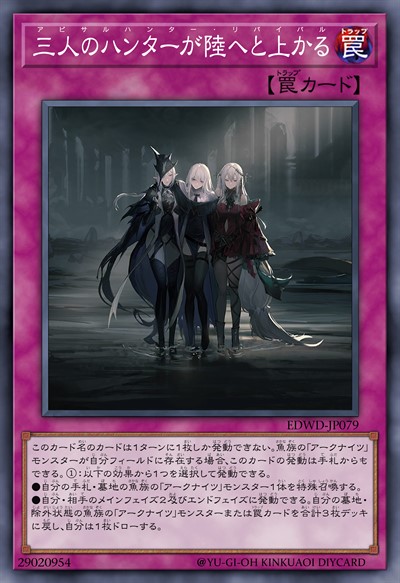 アビサルハンター リバイバル
三人のハンターが陸へと上がる
トラップ
罠
【罠カード】
トラップ
EDWD-JP079
このカード名のカードは1ターンに1枚しか発動できない。魚族の「アークナイツ」
モンスターが自分フィールドに存在する場合、このカードの発動は手札からも
できる。①：以下の効果から1つを選択して発動できる。
●自分の手札・墓地の魚族の「アークナイツ」モンスター1体を特殊召喚する。
●自分・相手のメインフェイズ2及びエンドフェイズに発動できる。自分の墓地・
除外状態の魚族の「アークナイツ」モンスターまたは罠カードを合計3枚デッキ
に戻し、自分は1枚ドローする。
29020954
@YU-GI-OH KINKUAOI DIYCARD